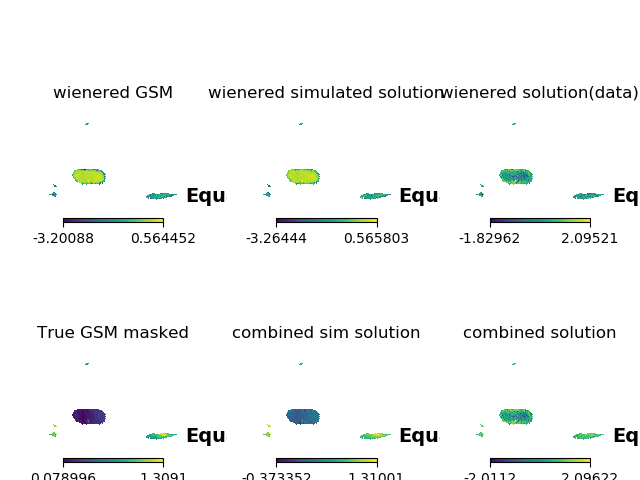 wienered GSM
wienered simulated solution
wienered solution(data)
Equ
Equ
Eq
-3.20088 0.564452
-3.26444 0.565803
-1.82962 2.09521
True GSM masked
combined sim solution
combined solution
Equ
Equ
Eq
0.078996 1.3091
-0.373352 1.31001
-2.0112 2.09622